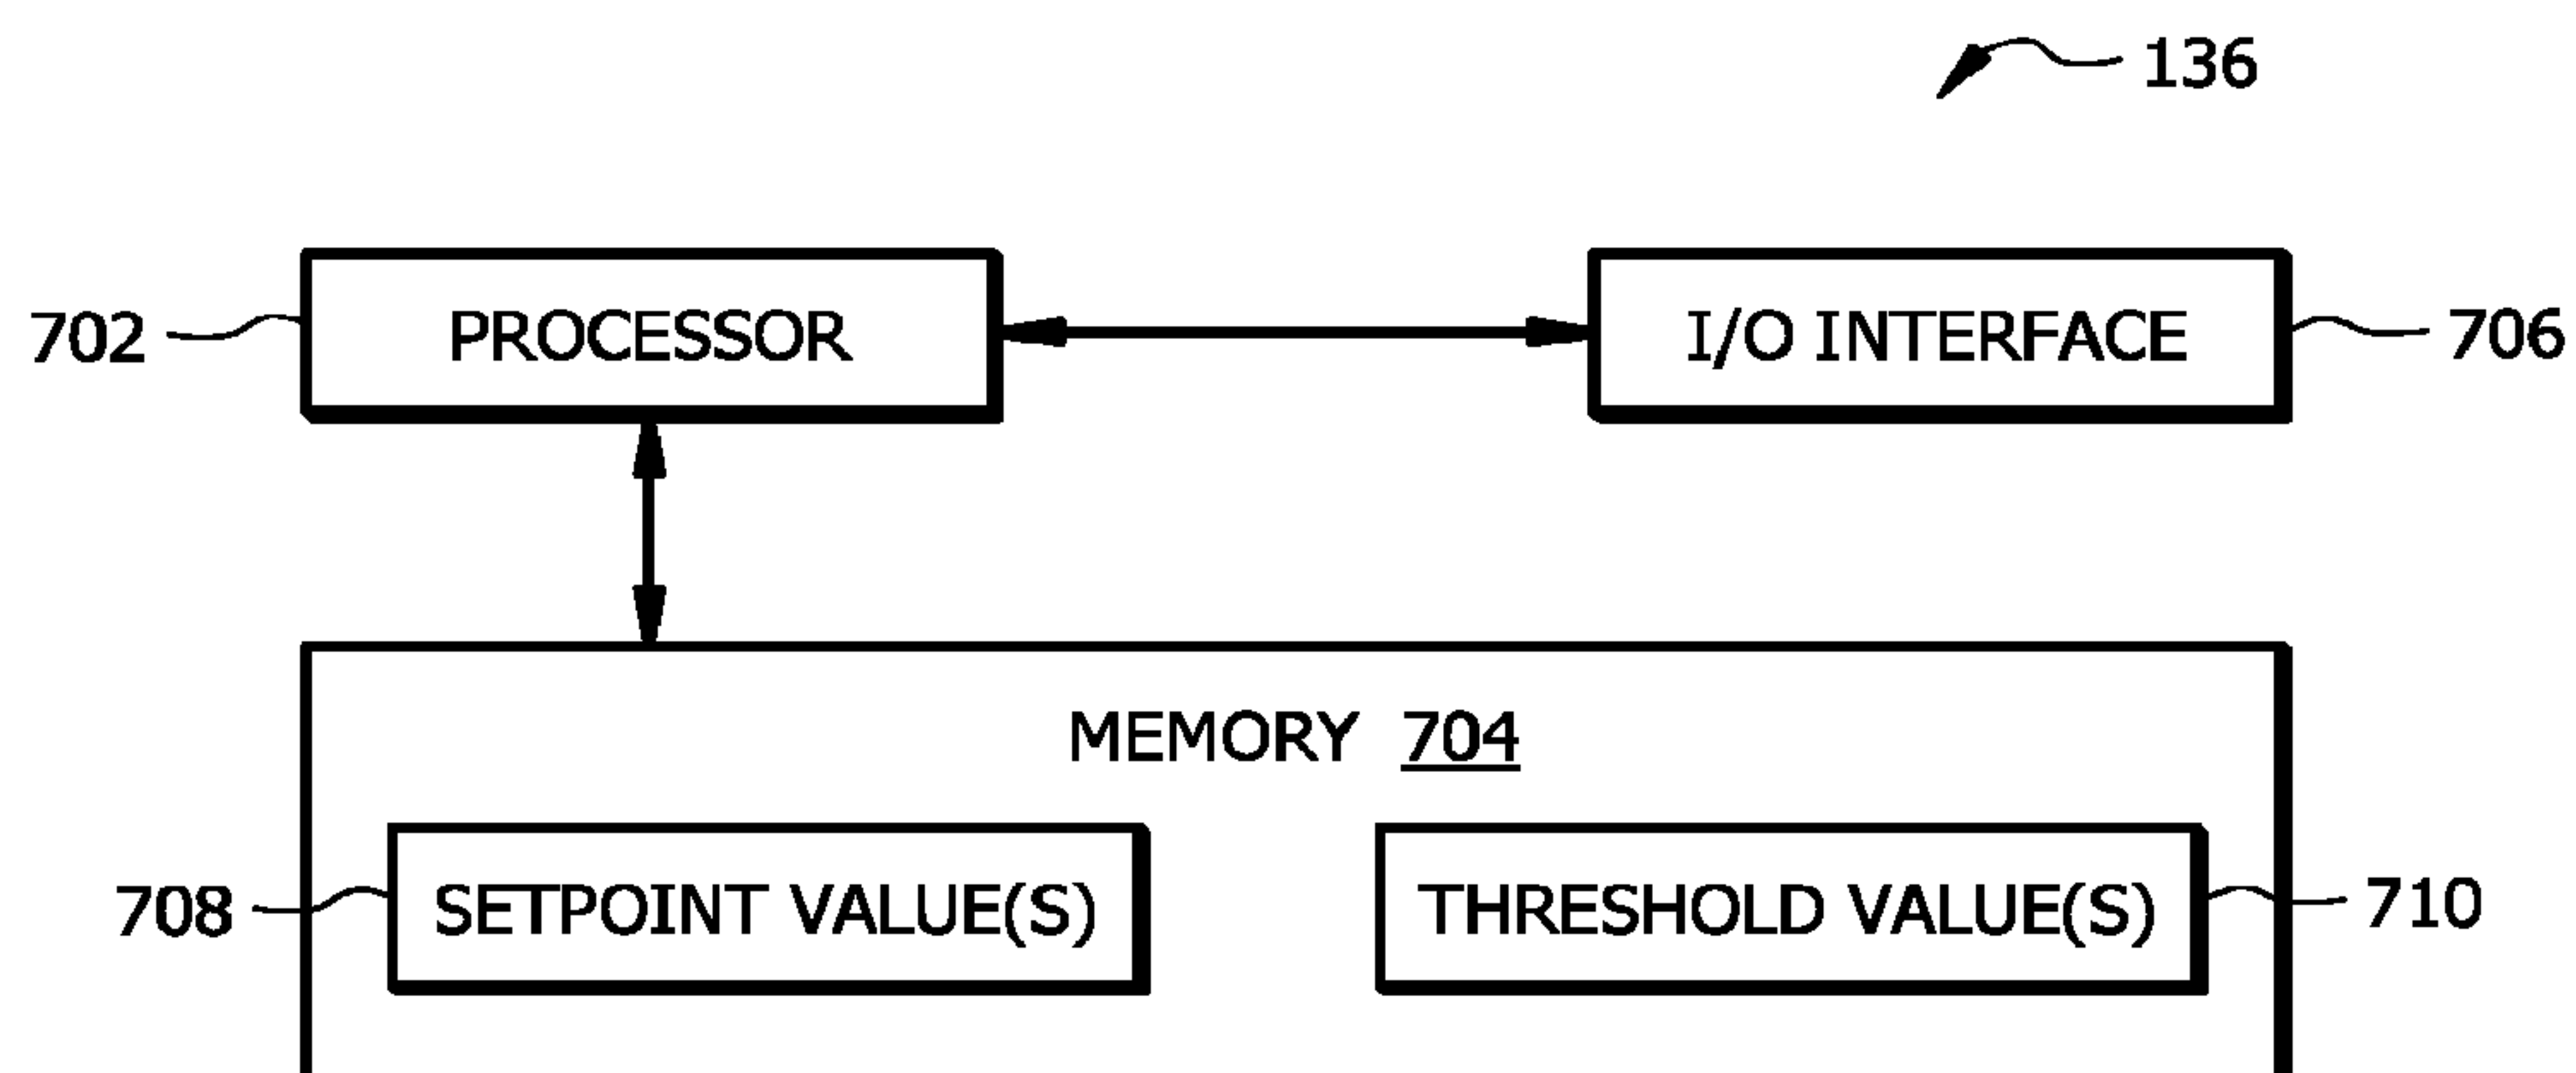 136
702 PROCESSOR I/O INTERFACE 706
MEMORY 704
708 SETPOINT VALUE(S) THRESHOLD VALUE(S) 710